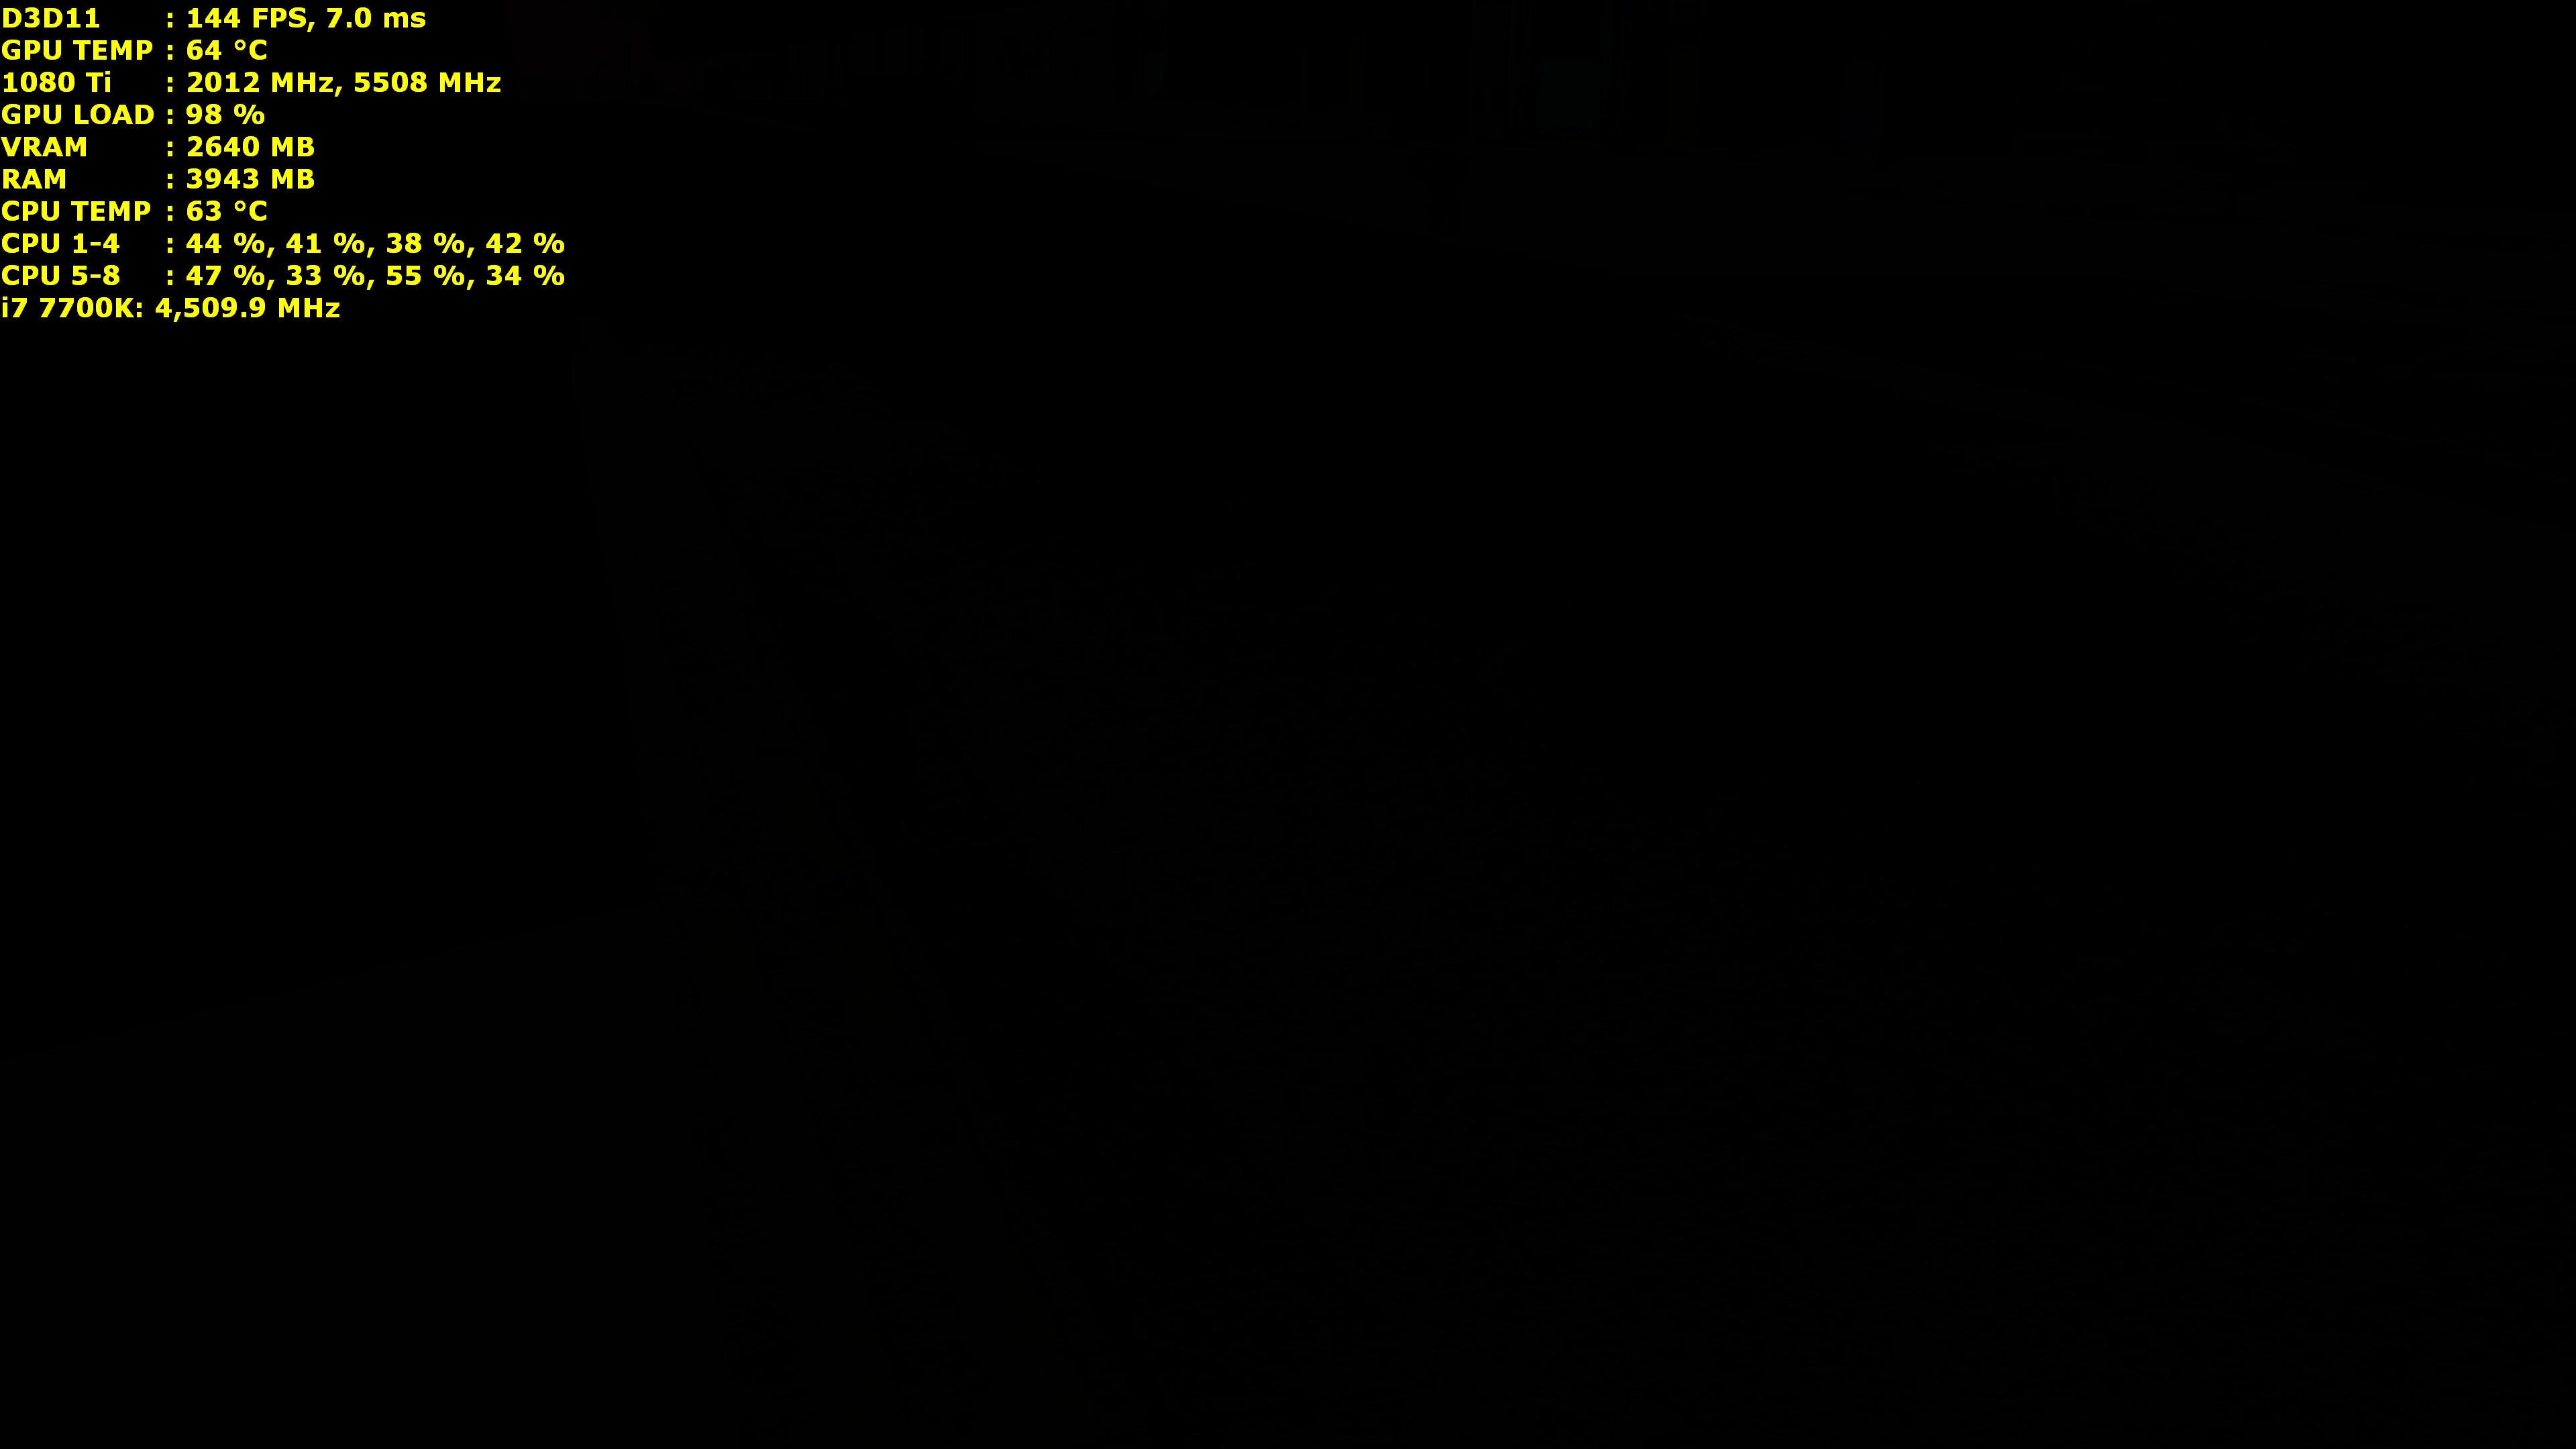 D3D11 : 144 FPS, 7.0 ms
GPU TEMP : 64 °C
1080 Ti : 2012 MHz, 5508 MHz
GPU LOAD : 98 %
VRAM : 2640 MB
RAM : 3943 MB
CPU TEMP : 63 °C
CPU 1-4 : 44 %, 41 %, 38 %, 42 %
CPU 5-8 : 47 %, 33 %, 55 %, 34 %
i7 7700K: 4,509.9 MHz